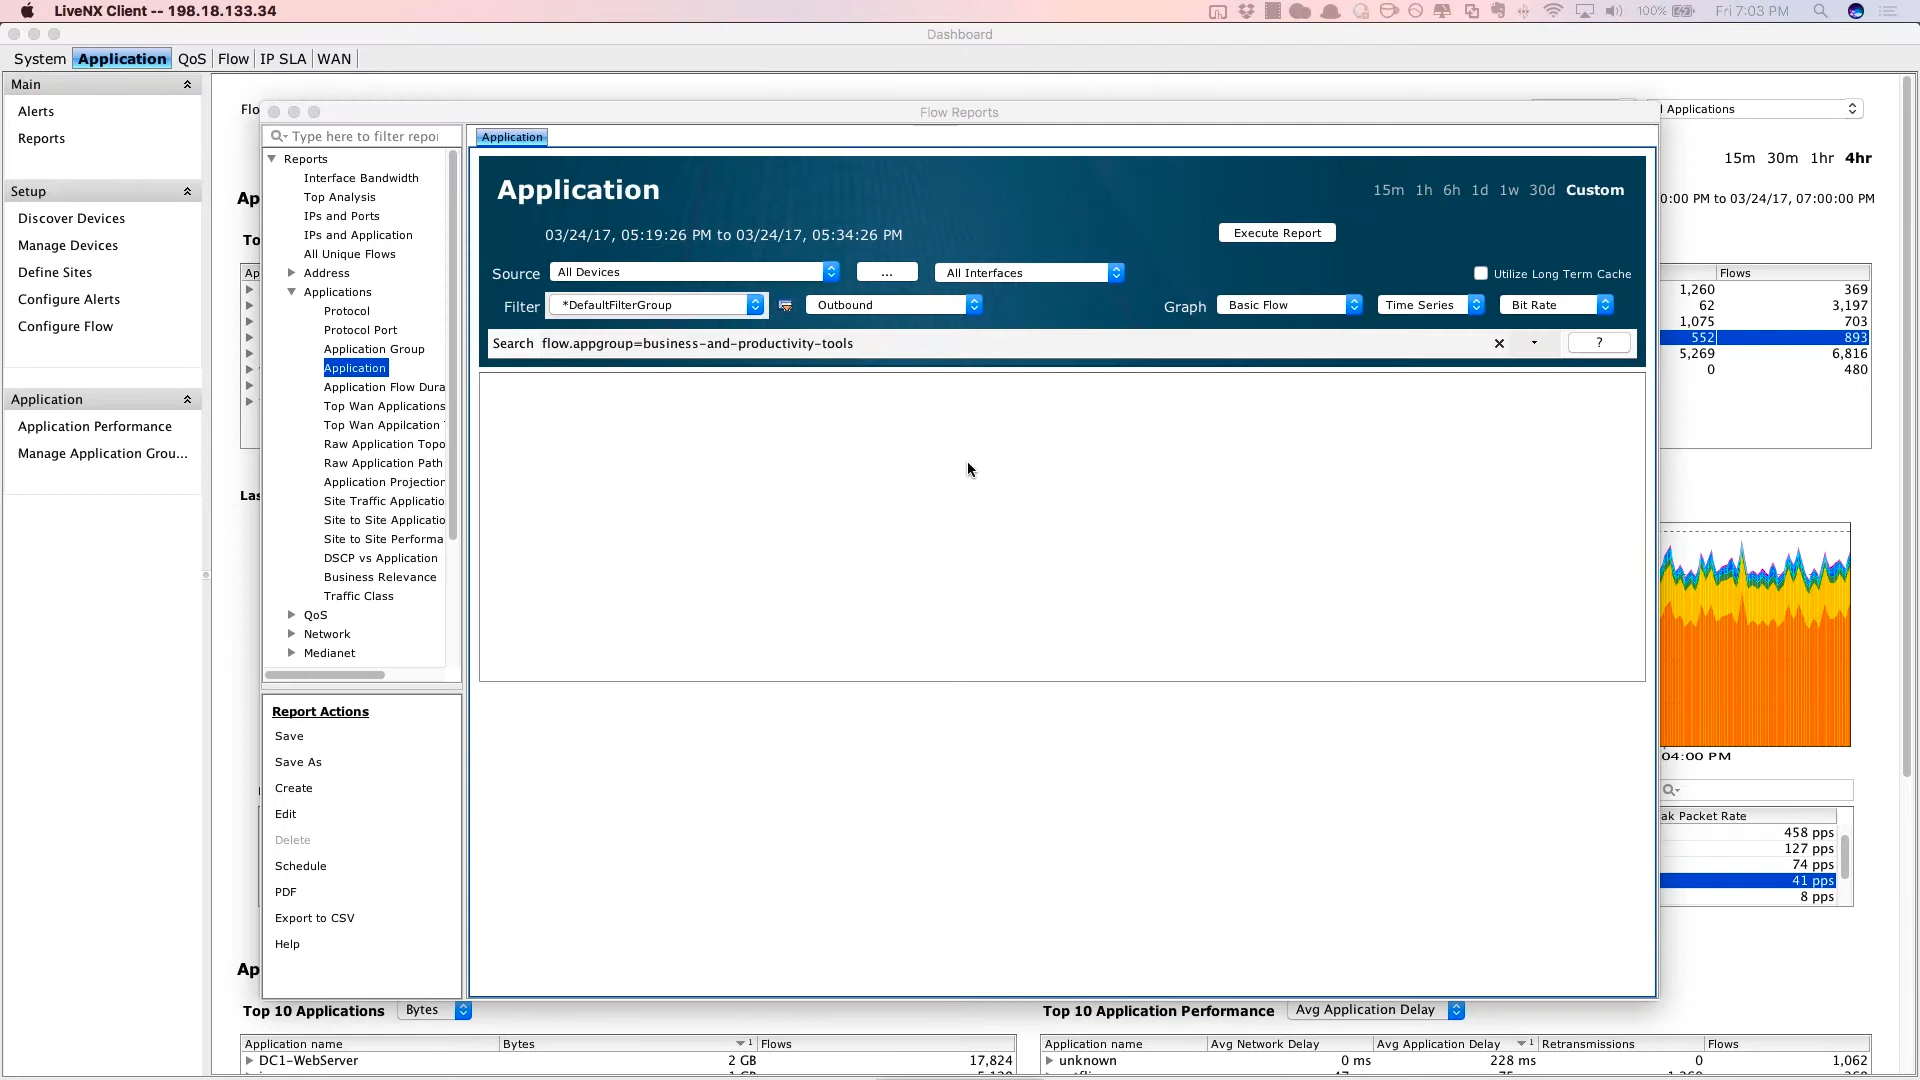 LiveNX Client -- 198.18.133.34
100%
Fri 7:03 PM
Dashboard
System
Application
QoS
Flow
IP SLA
WAN
Main
Alerts
Reports
Setup
Discover Devices
Manage Devices
Define Sites
Configure Alerts
Configure Flow
Application
Application Performance
Manage Application Grou...
Flo
Applications
15m 30m 1hr 4hr
0:00 PM to 03/24/17, 07:00:00 PM
Ap
To
Ap
Flows
1,260 369
62 3,197
1,075 703
552 893
5,269 6,816
0 480
Las
04:00 PM
ak Packet Rate
458 pps
127 pps
74 pps
41 pps
8 pps
Flow Reports
Type here to filter repor
Reports
Interface Bandwidth
Top Analysis
IPs and Ports
IPs and Application
All Unique Flows
Address
Applications
Protocol
Protocol Port
Application Group
Application
Application Flow Dura
Top Wan Applications
Top Wan Appilcation
Raw Application Topo
Raw Application Path
Application Projection
Site Traffic Applicatio
Site to Site Applicatio
Site to Site Performa
DSCP vs Application
Business Relevance
Traffic Class
QoS
Network
Medianet
Report Actions
Save
Save As
Create
Edit
Delete
Schedule
PDF
Export to CSV
Help
Application
Application
15m 1h 6h 1d 1w 30d Custom
03/24/17, 05:19:26 PM to 03/24/17, 05:34:26 PM
Execute Report
Source All Devices ... All Interfaces
Utilize Long Term Cache
Filter *DefaultFilterGroup Outbound
Graph Basic Flow Time Series Bit Rate
Search flow.appgroup=business-and-productivity-tools
?
Ap
Top 10 Applications Bytes
Application name Bytes 1 Flows
DC1-WebServer 2 GB 17,824
Top 10 Application Performance Avg Application Delay
Application name Avg Network Delay Avg Application Delay 1 Retransmissions Flows
unknown 0 ms 228 ms 0 1,062